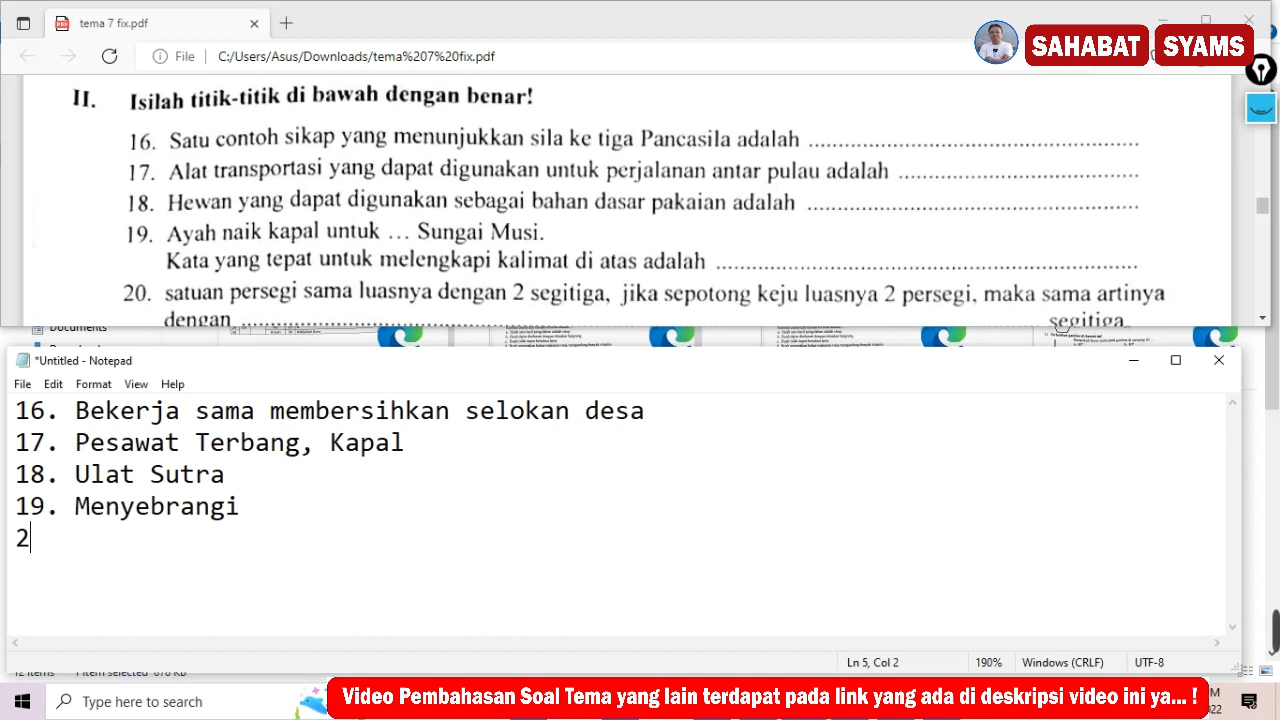 tema 7 fix.pdf
File C:/Users/Asus/Downloads/tema%207%20fix.pdf
SAHABAT SYAMS
II. Isilah titik-titik di bawah dengan benar!
16. Satu contoh sikap yang menunjukkan sila ke tiga Pancasila adalah ............................................................
17. Alat transportasi yang dapat digunakan untuk perjalanan antar pulau adalah ............................................
18. Hewan yang dapat digunakan sebagai bahan dasar pakaian adalah ............................................................
19. Ayah naik kapal untuk ... Sungai Musi.
Kata yang tepat untuk melengkapi kalimat di atas adalah ............................................................................
20. satuan persegi sama luasnya dengan 2 segitiga, jika sepotong keju luasnya 2 persegi, maka sama artinya
dengan ............................................................ segitiga.
Documents
*Untitled - Notepad
File Edit Format View Help
16. Bekerja sama membersihkan selokan desa
17. Pesawat Terbang, Kapal
18. Ulat Sutra
19. Menyebrangi
2
Ln 5, Col 2 190% Windows (CRLF) UTF-8
Type here to search
Video Pembahasan Soal Tema yang lain terdapat pada link yang ada di deskripsi video ini ya... !